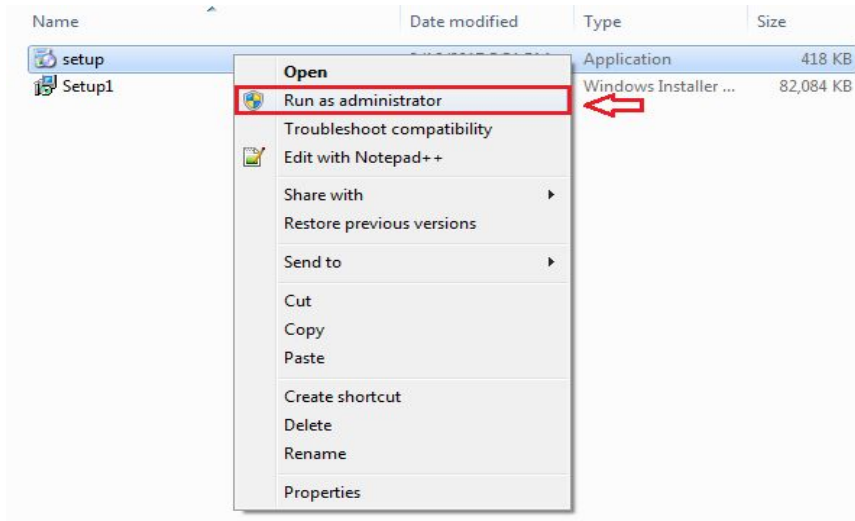 Name Date modified Type Size
setup Application 418 KB
Setup1 Windows Installer ... 82,084 KB
Open
Run as administrator
Troubleshoot compatibility
Edit with Notepad++
Share with
Restore previous versions
Send to
Cut
Copy
Paste
Create shortcut
Delete
Rename
Properties